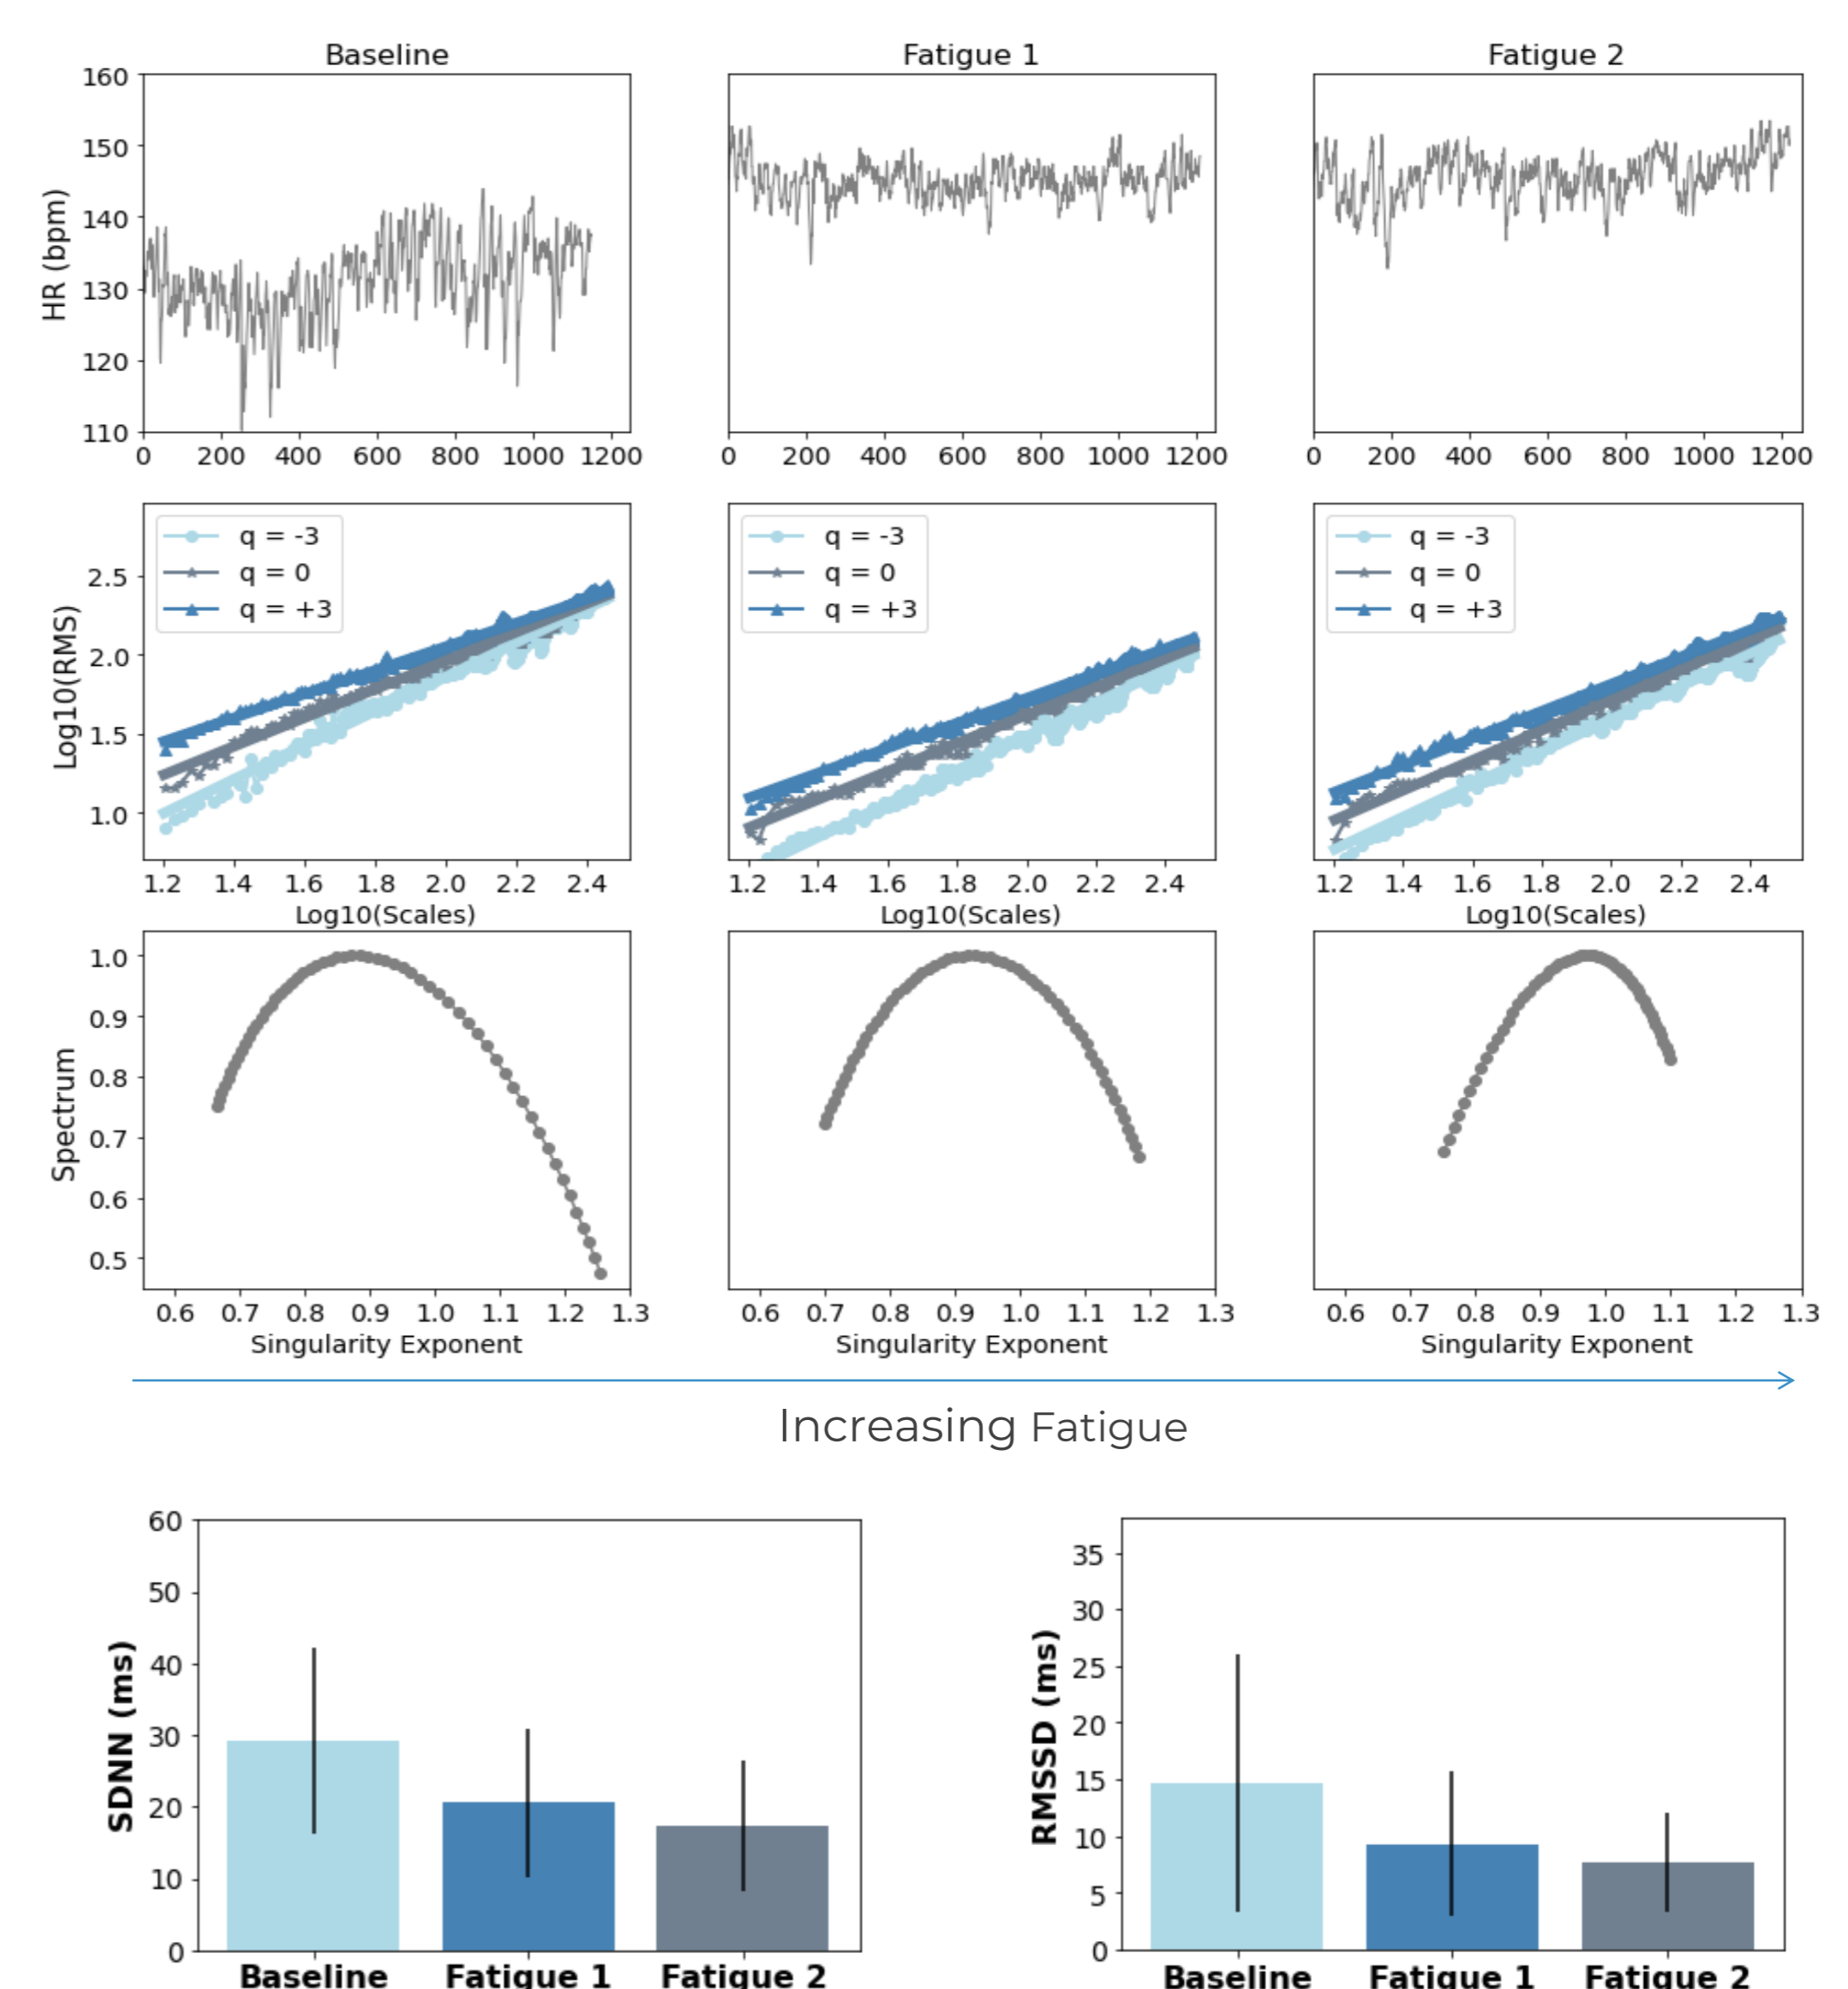 Baseline
Fatigue 1
Fatigue 2
HR (bpm)
160
150
140
130
120
110
0 200 400 600 800 1000 1200
0 200 400 600 800 1000 1200
0 200 400 600 800 1000 1200
Log10(RMS)
2.5
2.0
1.5
1.0
q = -3
q = 0
q = +3
q = -3
q = 0
q = +3
q = -3
q = 0
q = +3
1.2 1.4 1.6 1.8 2.0 2.2 2.4
1.2 1.4 1.6 1.8 2.0 2.2 2.4
1.2 1.4 1.6 1.8 2.0 2.2 2.4
Log10(Scales)
Log10(Scales)
Log10(Scales)
Spectrum
1.0
0.9
0.8
0.7
0.6
0.5
0.6 0.7 0.8 0.9 1.0 1.1 1.2 1.3
0.6 0.7 0.8 0.9 1.0 1.1 1.2 1.3
0.6 0.7 0.8 0.9 1.0 1.1 1.2 1.3
Singularity Exponent
Singularity Exponent
Singularity Exponent
Increasing Fatigue
SDNN (ms)
60
50
40
30
20
10
0
Baseline Fatigue 1 Fatigue 2
RMSSD (ms)
35
30
25
20
15
10
5
0
Baseline Fatigue 1 Fatigue 2